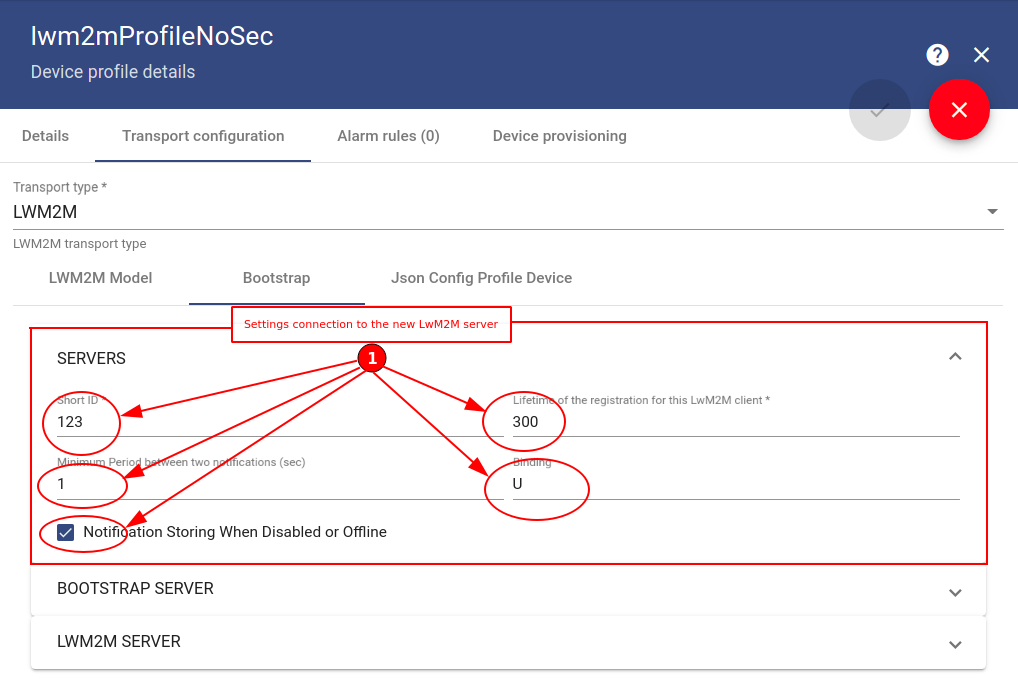 lwm2mProfileNoSec
Device profile details
?
Details Transport configuration Alarm rules (0) Device provisioning
Transport type *
LWM2M
LWM2M transport type
LWM2M Model Bootstrap Json Config Profile Device
Settings connection to the new LwM2M server
SERVERS
1
Short ID * Lifetime of the registration for this LwM2M client *
123 300
Minimum Period between two notifications (sec) Binding
1 U
Notification Storing When Disabled or Offline
BOOTSTRAP SERVER
LWM2M SERVER